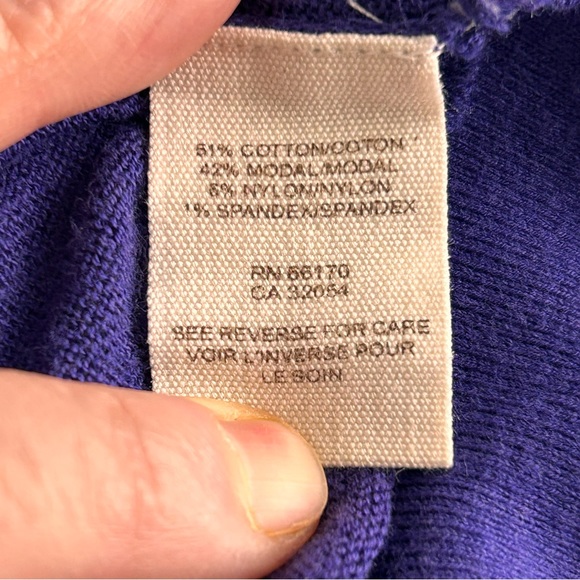 51% COTTON/COTON
42% MODAL/MODAL
6% NYLON/NYLON
1% SPANDEX/SPANDEX
RN 66170
CA 32054
SEE REVERSE FOR CARE
VOIR L'INVERSE POUR
LE SOIN